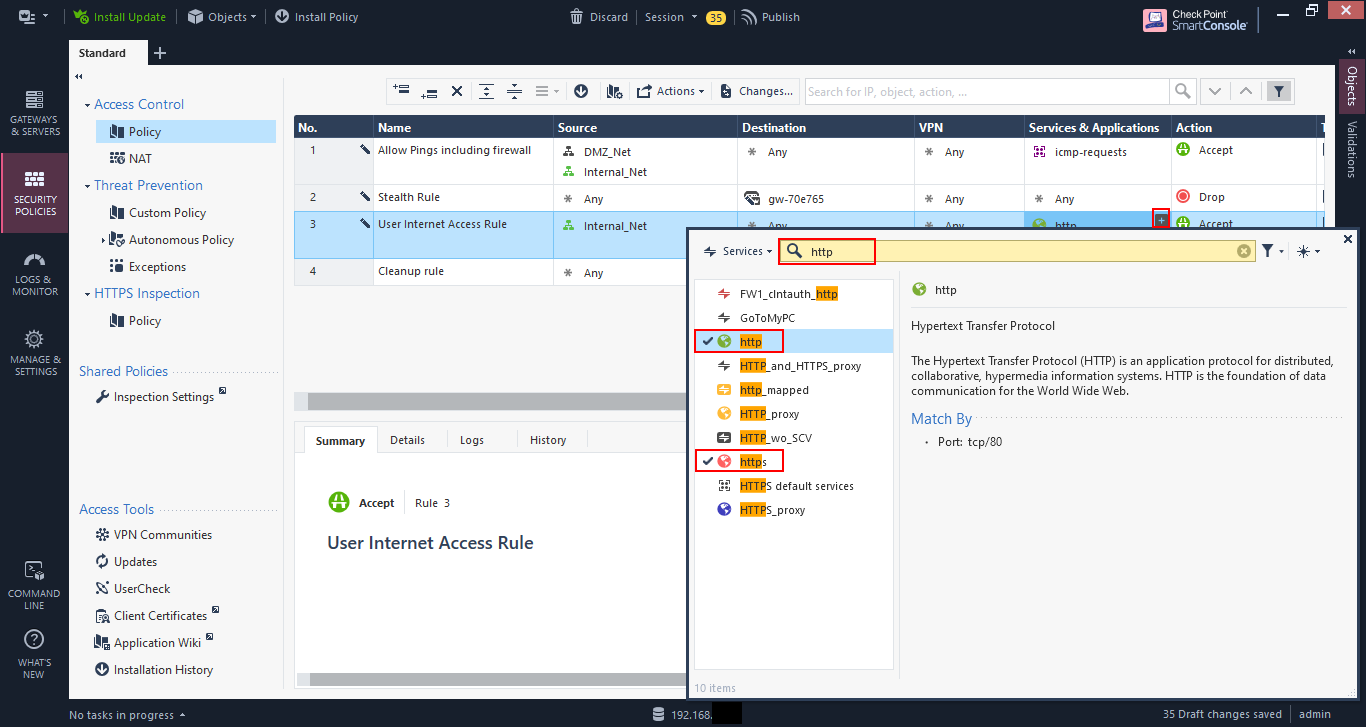 Install Update
Objects
Install Policy
Discard
Session
35
Publish
Check Point
SmartConsole
Standard
GATEWAYS
& SERVERS
SECURITY
POLICIES
LOGS &
MONITOR
MANAGE &
SETTINGS
COMMAND
LINE
WHAT'S
NEW
Access Control
Policy
NAT
Threat Prevention
Custom Policy
Autonomous Policy
Exceptions
HTTPS Inspection
Policy
Shared Policies
Inspection Settings
Access Tools
VPN Communities
Updates
UserCheck
Client Certificates
Application Wiki
Installation History
Actions
Changes...
Search for IP, object, action, ...
No. Name Source Destination VPN Services & Applications Action
1 Allow Pings including firewall DMZ_Net Any Any icmp-requests Accept
Internal_Net
2 Stealth Rule Any gw-70e765 Any Any Drop
3 User Internet Access Rule Internal_Net Any Any http Accept
4 Cleanup rule Any
Summary
Details
Logs
History
Accept
Rule 3
User Internet Access Rule
Services
http
FW1_clntauth_http
GoToMyPC
http
HTTP_and_HTTPS_proxy
http_mapped
HTTP_proxy
HTTP_wo_SCV
https
HTTPS default services
HTTPS_proxy
10 items
http
Hypertext Transfer Protocol
The Hypertext Transfer Protocol (HTTP) is an application protocol for distributed,
collaborative, hypermedia information systems. HTTP is the foundation of data
communication for the World Wide Web.
Match By
Port: tcp/80
Objects
Validations
No tasks in progress
192.168.
35 Draft changes saved
admin